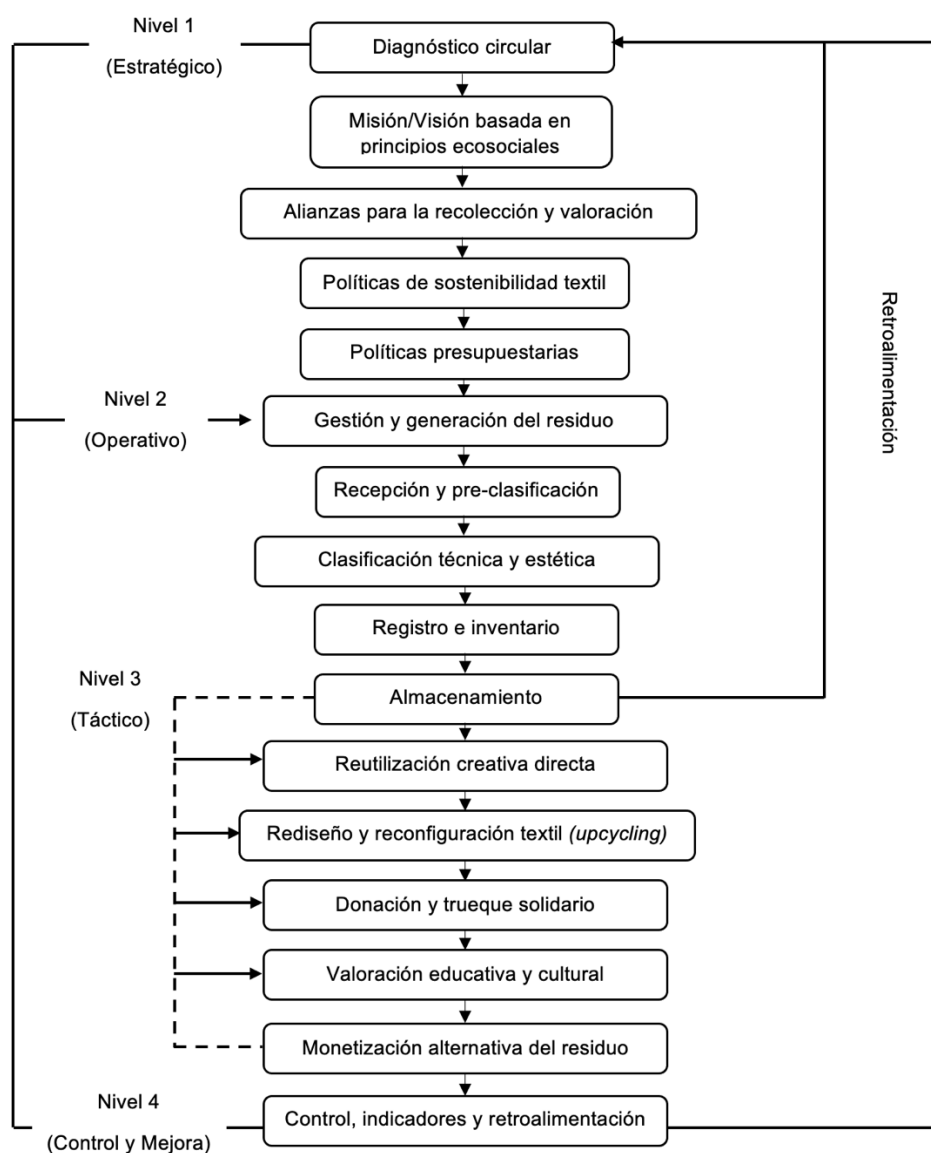 Nivel 1
(Estratégico)
Diagnóstico circular
Misión/Visión basada en
principios ecosociales
Alianzas para la recolección y valoración
Políticas de sostenibilidad textil
Políticas presupuestarias
Nivel 2
(Operativo)
Gestión y generación del residuo
Recepción y pre-clasificación
Clasificación técnica y estética
Registro e inventario
Nivel 3
(Táctico)
Almacenamiento
Reutilización creativa directa
Rediseño y reconfiguración textil (upcycling)
Donación y trueque solidario
Valoración educativa y cultural
Monetización alternativa del residuo
Nivel 4
(Control y Mejora)
Control, indicadores y retroalimentación
Retroalimentación